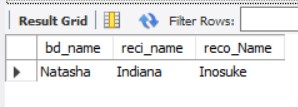 Result Grid Filter Rows:
bd_name reci_name reco_Name
Natasha Indiana Inosuke